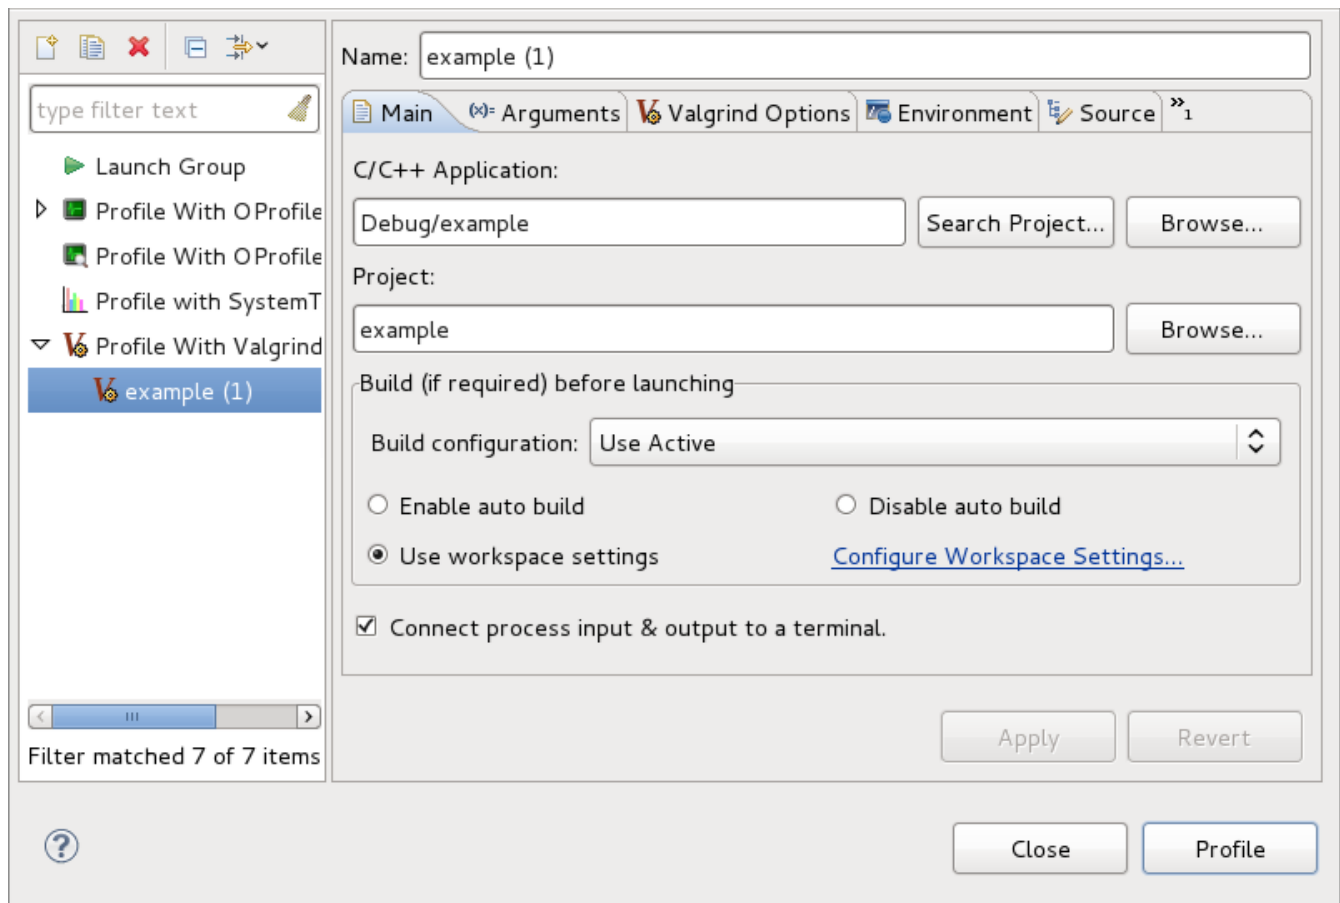 Name: example (1)
type filter text
Main (x)= Arguments Valgrind Options Environment Source »1
Launch Group
C/C++ Application:
Profile With OProfile
Debug/example Search Project... Browse...
Profile With OProfile
Project:
Profile with SystemT
example Browse...
Profile With Valgrind
example (1)
Build (if required) before launching
Build configuration: Use Active
Enable auto build Disable auto build
Use workspace settings Configure Workspace Settings...
Connect process input & output to a terminal.
Filter matched 7 of 7 items
Apply Revert
? Close Profile